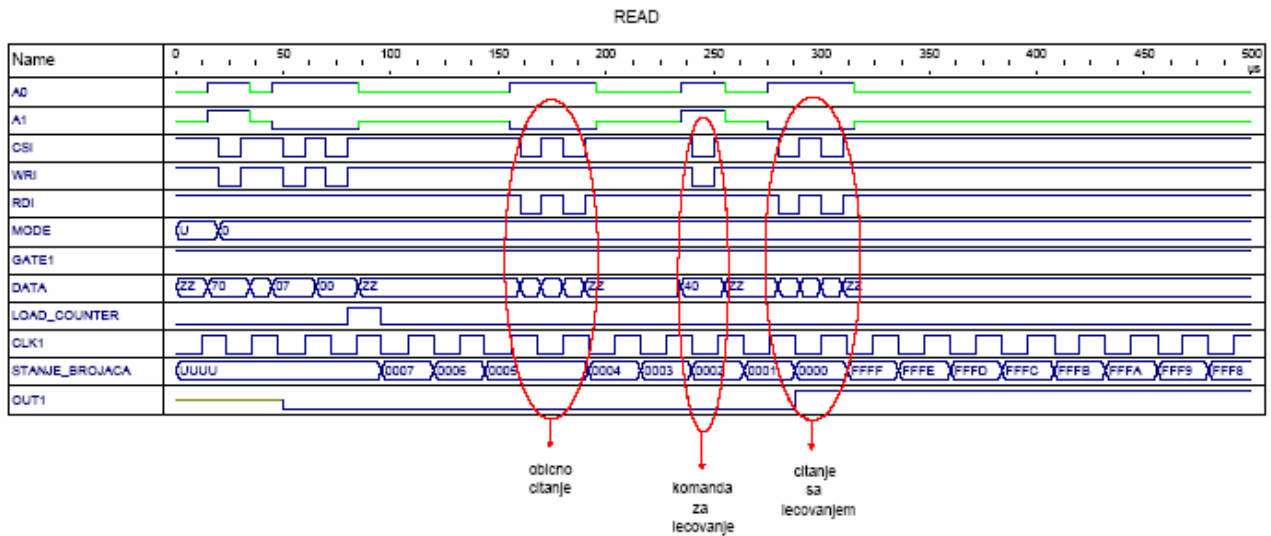 READ
Name 0 50 100 150 200 250 300 350 400 450 500
µs
A0
A1
CSI
WRI
RDI
MODE U 0
GATE1
DATA ZZ 70 07 00 ZZ ZZ 40 ZZ ZZ
LOAD_COUNTER
CLK1
STANJE_BROJACA UUUU 0007 0006 0005 0004 0003 0002 0001 0000 FFFF FFFE FFFD FFFC FFFB FFFA FFF9 FFF8
OUT1
obicno
citanje
komanda
za
lecovanje
citanje
sa
lecovanjem